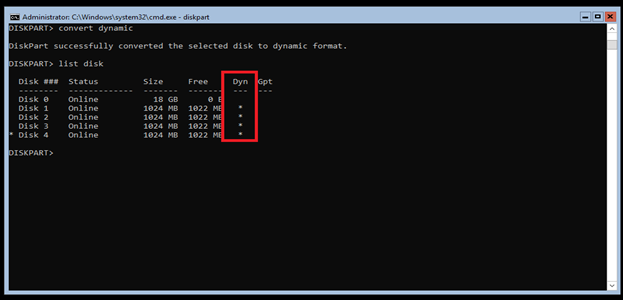 Administrator: C:\Windows\system32\cmd.exe - diskpart
DISKPART> convert dynamic
DiskPart successfully converted the selected disk to dynamic format.
DISKPART> list disk
  Disk ###  Status         Size     Free     Dyn  Gpt
  --------  -------------  -------  -------  ---  ---
  Disk 0    Online           18 GB      0 B
  Disk 1    Online         1024 MB  1022 MB   *
  Disk 2    Online         1024 MB  1022 MB   *
  Disk 3    Online         1024 MB  1022 MB   *
* Disk 4    Online         1024 MB  1022 MB   *
DISKPART>